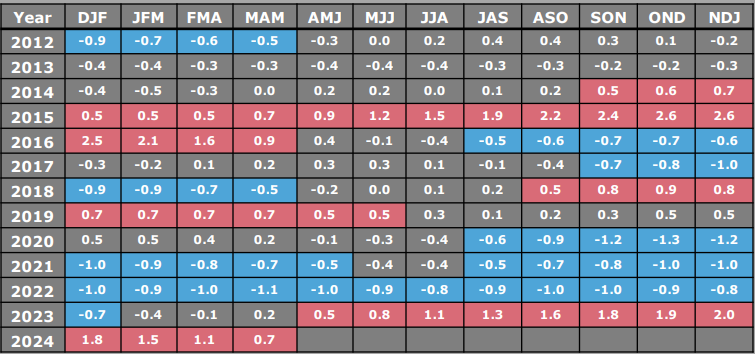 Year DJF JFM FMA MAM AMJ MJJ JJA JAS ASO SON OND NDJ
2012 -0.9 -0.7 -0.6 -0.5 -0.3 0.0 0.2 0.4 0.4 0.3 0.1 -0.2
2013 -0.4 -0.4 -0.3 -0.3 -0.4 -0.4 -0.4 -0.3 -0.3 -0.2 -0.2 -0.3
2014 -0.4 -0.5 -0.3 0.0 0.2 0.2 0.0 0.1 0.2 0.5 0.6 0.7
2015 0.5 0.5 0.5 0.7 0.9 1.2 1.5 1.9 2.2 2.4 2.6 2.6
2016 2.5 2.1 1.6 0.9 0.4 -0.1 -0.4 -0.5 -0.6 -0.7 -0.7 -0.6
2017 -0.3 -0.2 0.1 0.2 0.3 0.3 0.1 -0.1 -0.4 -0.7 -0.8 -1.0
2018 -0.9 -0.9 -0.7 -0.5 -0.2 0.0 0.1 0.2 0.5 0.8 0.9 0.8
2019 0.7 0.7 0.7 0.7 0.5 0.5 0.3 0.1 0.2 0.3 0.5 0.5
2020 0.5 0.5 0.4 0.2 -0.1 -0.3 -0.4 -0.6 -0.9 -1.2 -1.3 -1.2
2021 -1.0 -0.9 -0.8 -0.7 -0.5 -0.4 -0.4 -0.5 -0.7 -0.8 -1.0 -1.0
2022 -1.0 -0.9 -1.0 -1.1 -1.0 -0.9 -0.8 -0.9 -1.0 -1.0 -0.9 -0.8
2023 -0.7 -0.4 -0.1 0.2 0.5 0.8 1.1 1.3 1.6 1.8 1.9 2.0
2024 1.8 1.5 1.1 0.7